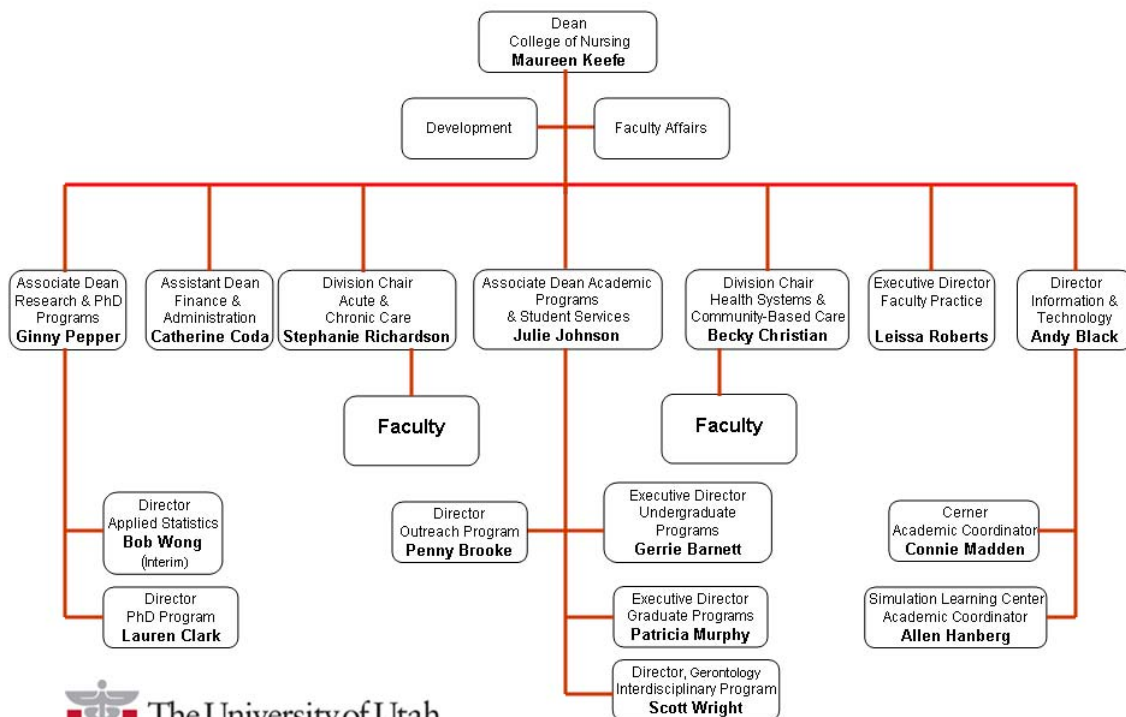 Dean
College of Nursing
Maureen Keefe
Development
Faculty Affairs
Associate Dean
Research & PhD
Programs
Ginny Pepper
Assistant Dean
Finance &
Administration
Catherine Coda
Division Chair
Acute &
Chronic Care
Stephanie Richardson
Associate Dean Academic
Programs
& Student Services
Julie Johnson
Division Chair
Health Systems &
Community-Based Care
Becky Christian
Executive Director
Faculty Practice
Leissa Roberts
Director
Information &
Technology
Andy Black
Faculty
Faculty
Director
Applied Statistics
Bob Wong
(Interim)
Director
PhD Program
Lauren Clark
Director
Outreach Program
Penny Brooke
Executive Director
Undergraduate
Programs
Gerrie Barnett
Executive Director
Graduate Programs
Patricia Murphy
Director, Gerontology
Interdisciplinary Program
Scott Wright
Cerner
Academic Coordinator
Connie Madden
Simulation Learning Center
Academic Coordinator
Allen Hanberg
The University of Utah